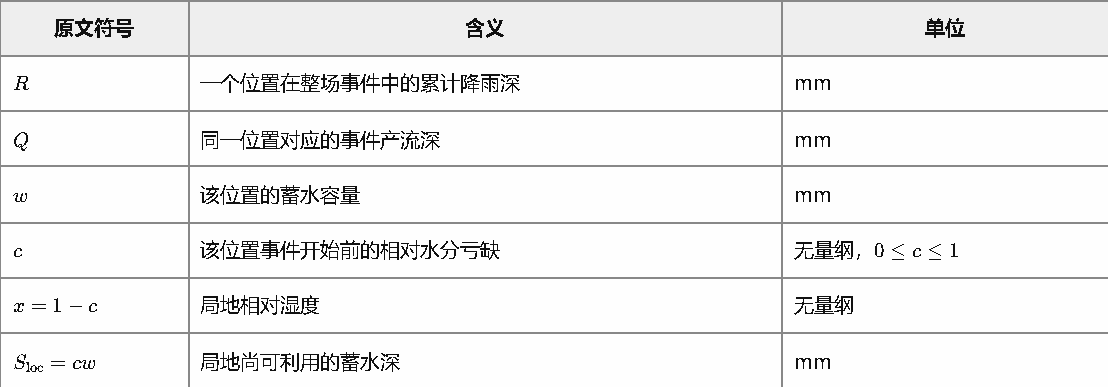 原文符号 含义 单位
R 一个位置在整场事件中的累计降雨深 mm
Q 同一位置对应的事件产流深 mm
w 该位置的蓄水容量 mm
c 该位置事件开始前的相对水分亏缺 无量纲，0 ≤ c ≤ 1
x = 1 − c 局地相对湿度 无量纲
S_loc = cw 局地尚可利用的蓄水深 mm